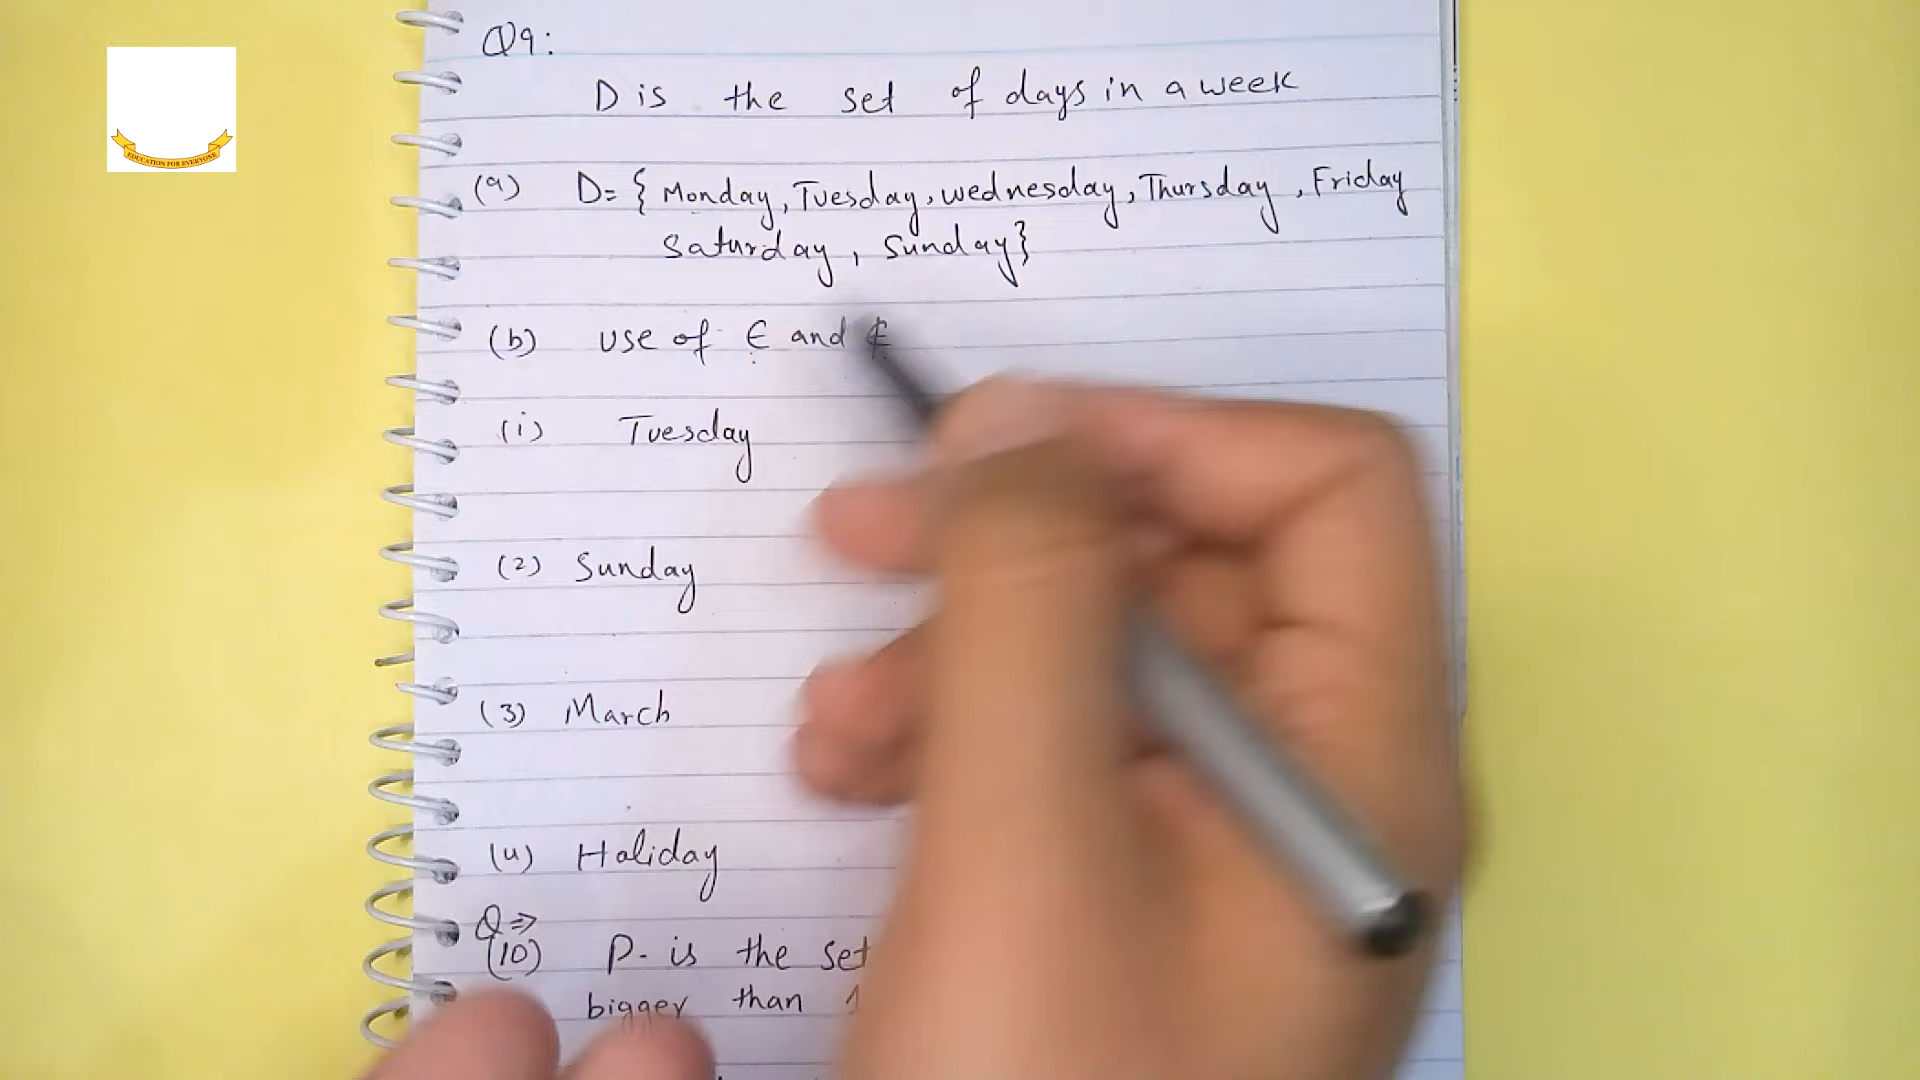 EDUCATION FOR EVERYONE
Q9:
D is the set of days in a week
(a) D= { Monday, Tuesday, wednesday, Thursday, Friday
saturday, sunday}
(b) use of ∈ and ∉
(i) Tuesday
(2) Sunday
(3) March
(4) Haliday
Q⇒
(10) P- is the set
bigger than 1